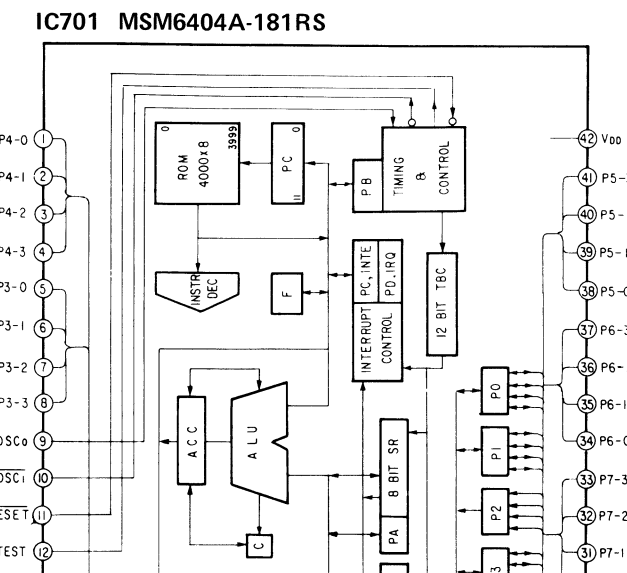 IC701 MSM6404A-181RS
P4-0 1
P4-1 2
P4-2 3
P4-3 4
P3-0 5
P3-1 6
P3-2 7
P3-3 8
OSC0 9
OSC1 10
RESET 11
TEST 12
0
3999
ROM
4000x8
0
PC
11
PB
TIMING
&
CONTROL
INSTR
DEC
F
INTERRUPT PC, INTE
CONTROL PD, IRQ
12 BIT TBC
ACC
ALU
C
8 BIT SR
PA
P0
P1
P2
3
42 VDD
41 P5-
40 P5-
39 P5-1
38 P5-0
37 P6-3
36 P6-
35 P6-1
34 P6-0
33 P7-3
32 P7-2
31 P7-1